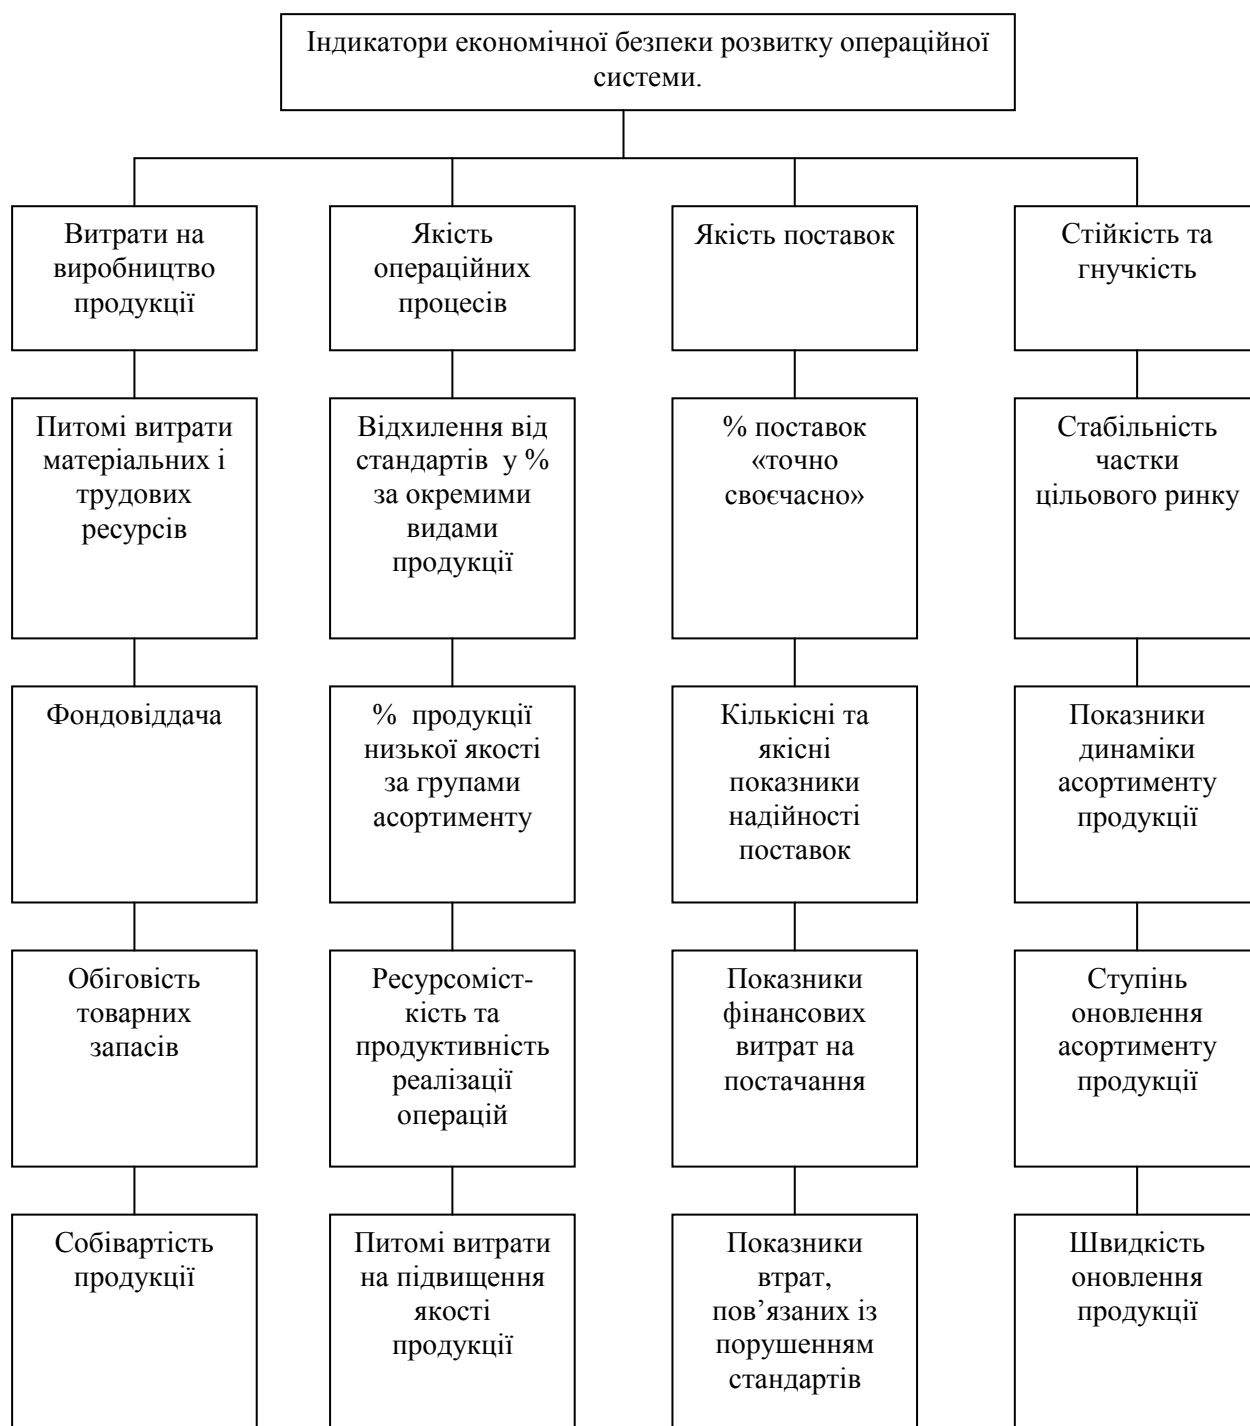 Індикатори економічної безпеки розвитку операційної
системи.
Витрати на
виробництво
продукції
Якість
операційних
процесів
Якість поставок
Стійкість та
гнучкість
Питомі витрати
матеріальних і
трудових
ресурсів
Відхилення від
стандартів у %
за окремими
видами
продукції
% поставок
«точно
своєчасно»
Стабільність
частки
цільового ринку
Фондовіддача
% продукції
низької якості
за групами
асортименту
Кількісні та
якісні
показники
надійності
поставок
Показники
динаміки
асортименту
продукції
Обіговість
товарних
запасів
Ресурсоміст-
кість та
продуктивність
реалізації
операцій
Показники
фінансових
витрат на
постачання
Ступінь
оновлення
асортименту
продукції
Собівартість
продукції
Питомі витрати
на підвищення
якості
продукції
Показники
втрат,
пов’язаних із
порушенням
стандартів
Швидкість
оновлення
продукції